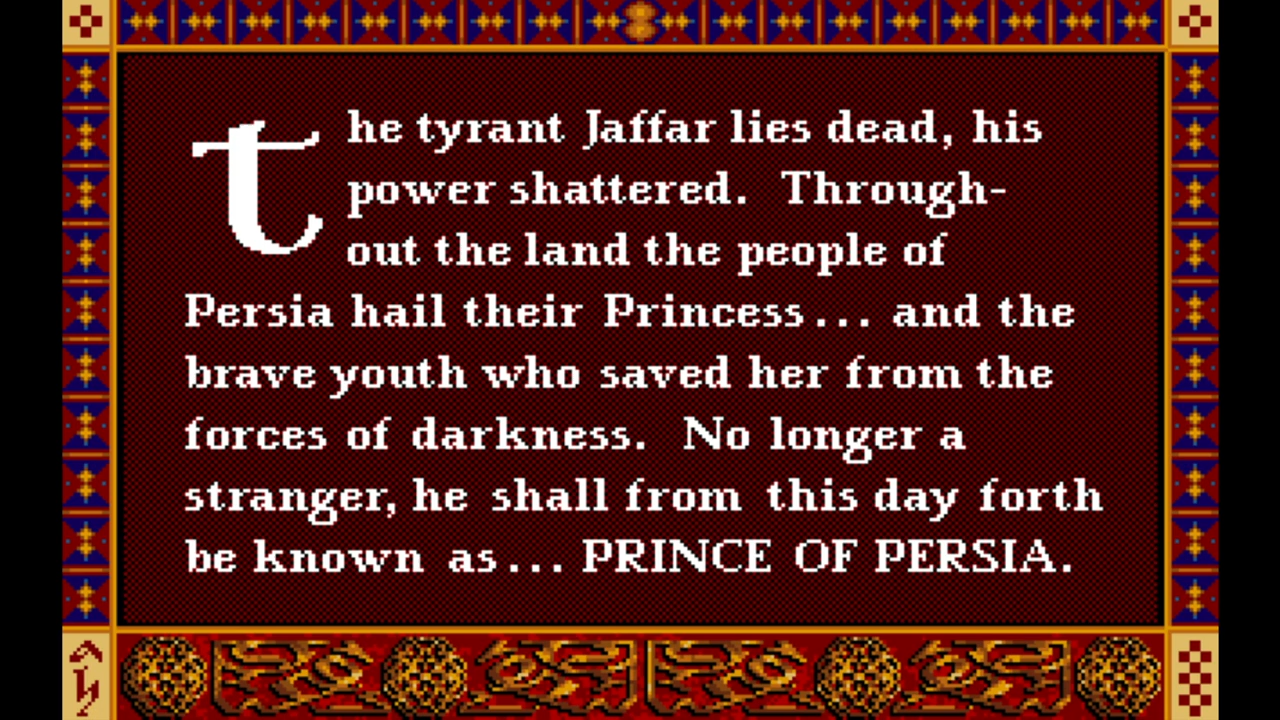 the tyrant Jaffar lies dead, his
power shattered. Through-
out the land the people of
Persia hail their Princess... and the
brave youth who saved her from the
forces of darkness. No longer a
stranger, he shall from this day forth
be known as... PRINCE OF PERSIA.